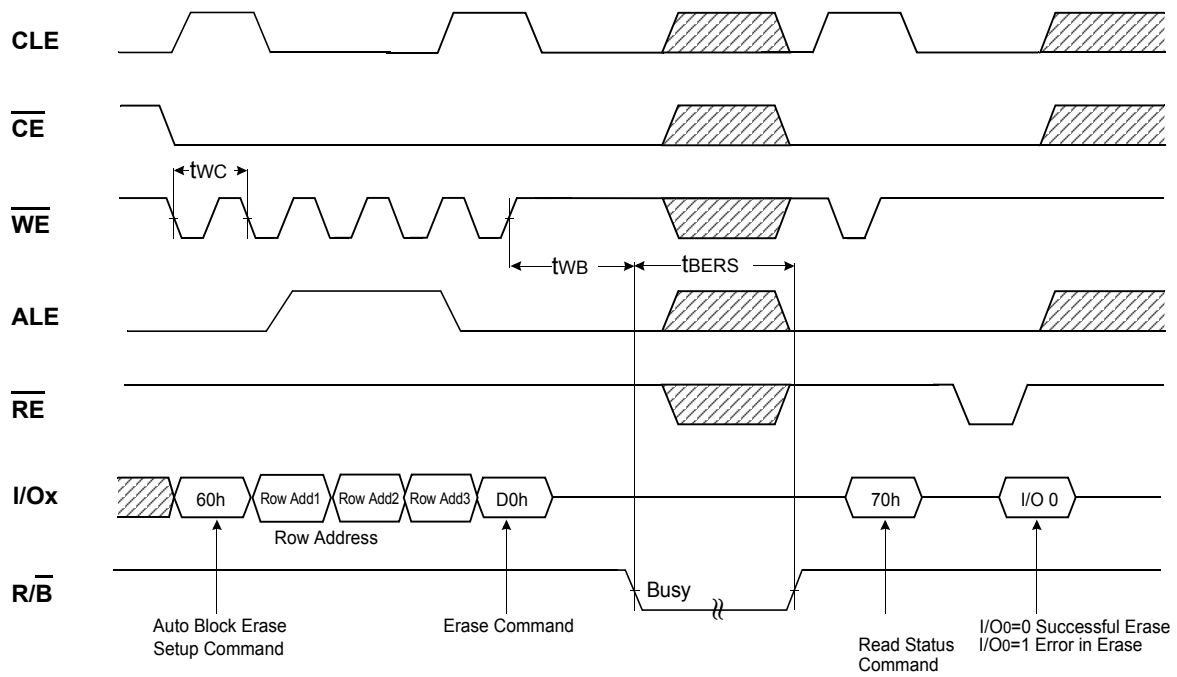 CLE
CE
tWC
WE
tWB
tBERS
ALE
RE
I/Ox
60h
Row Add1
Row Add2
Row Add3
D0h
70h
I/O 0
Row Address
R/B
Busy
Auto Block Erase
Setup Command
Erase Command
Read Status
Command
I/O0=0 Successful Erase
I/O0=1 Error in Erase